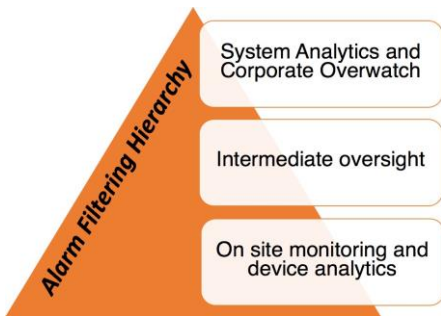 Alarm Filtering Hierarchy
System Analytics and
Corporate Overwatch
Intermediate oversight
On site monitoring and
device analytics